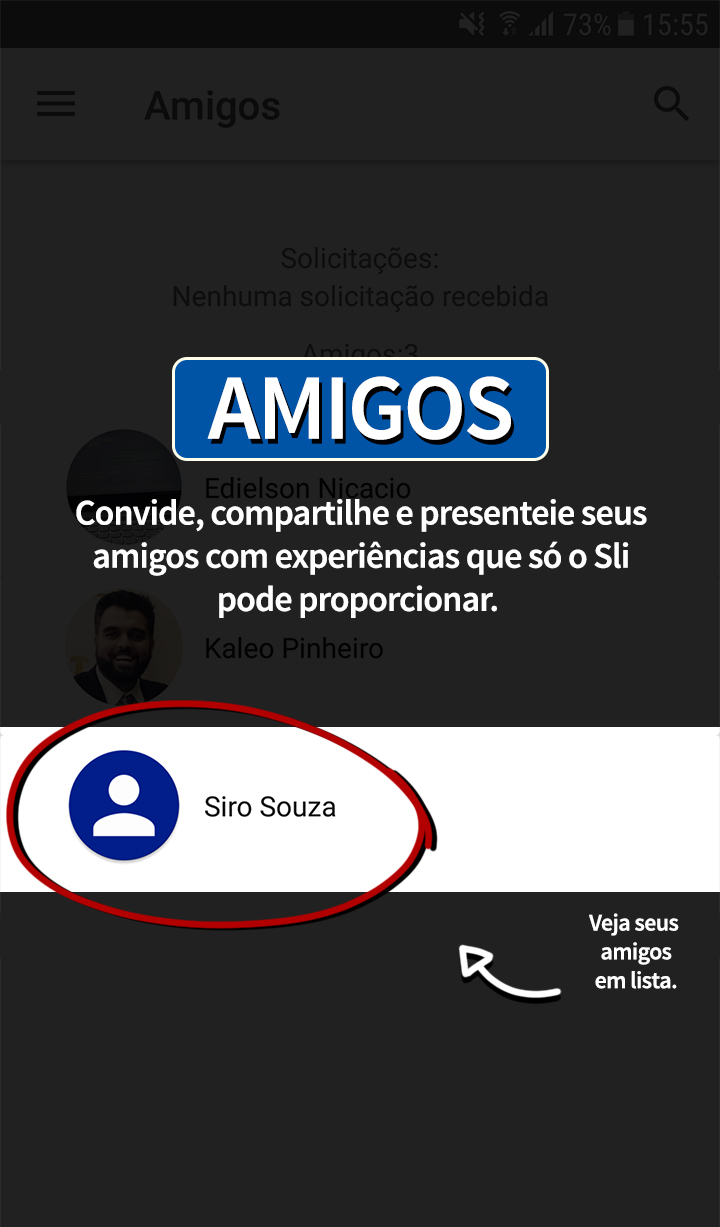 73% 15:55
Amigos
Solicitações:
Nenhuma solicitação recebida
Amigos:3
AMIGOS
Edielson Nicacio
Convide, compartilhe e presenteie seus
amigos com experiências que só o Sli
pode proporcionar.
Kaleo Pinheiro
Siro Souza
Veja seus
amigos
em lista.